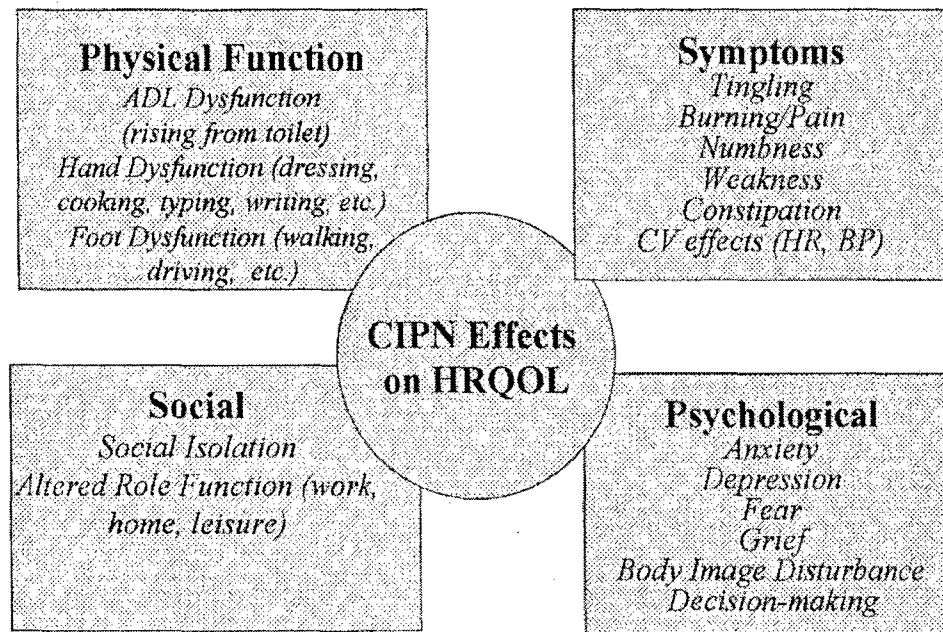 Physical Function
ADL Dysfunction
(rising from toilet)
Hand Dysfunction (dressing,
cooking, typing, writing, etc.)
Foot Dysfunction (walking,
driving, etc.)
Symptoms
Tingling
Burning/Pain
Numbness
Weakness
Constipation
CV effects (HR, BP)
CIPN Effects
on HRQOL
Social
Social Isolation
Altered Role Function (work,
home, leisure)
Psychological
Anxiety
Depression
Fear
Grief
Body Image Disturbance
Decision-making